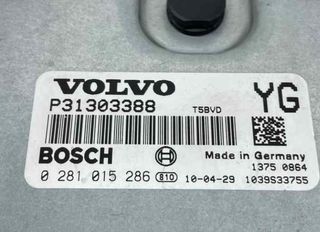 VOLVO
P31303388 T5BVD YG
BOSCH Made in Germany
1375 0864
0 281 015 286 810 10-04-29 1039S33755